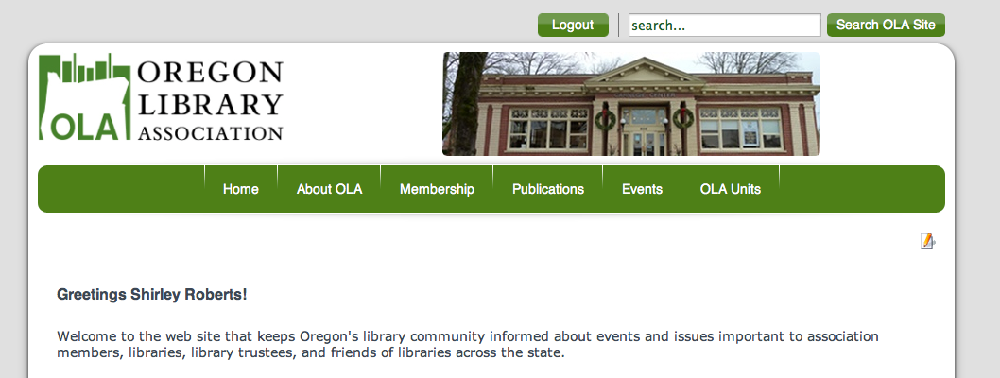 Logout
search...
Search OLA Site
OLA
OREGON
LIBRARY
ASSOCIATION
CARNEGIE CENTER
Home
About OLA
Membership
Publications
Events
OLA Units
Greetings Shirley Roberts!
Welcome to the web site that keeps Oregon's library community informed about events and issues important to association
members, libraries, library trustees, and friends of libraries across the state.